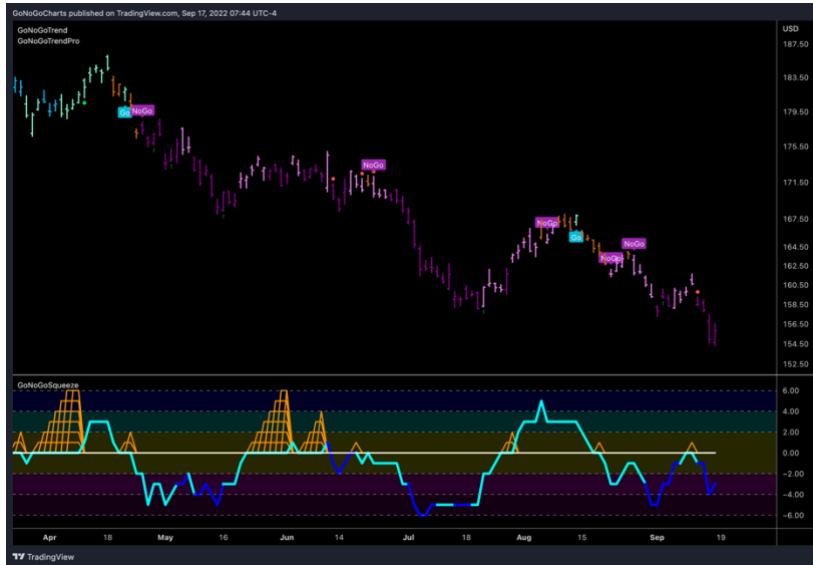 GoNoGoCharts published on TradingView.com, Sep 17, 2022 07:44 UTC-4
GoNoGoTrend
GoNoGoTrendPro
USD
187.50
183.50
179.50
175.50
171.50
167.50
164.50
162.50
160.50
158.50
156.50
154.50
152.50
Go NoGo
NoGo
NoGo
Go
NoGo
NoGo
GoNoGoSqueeze
6.00
4.00
2.00
0.00
−2.00
−4.00
−6.00
Apr 18 May 16 Jun 14 Jul 18 Aug 15 Sep 19
TradingView